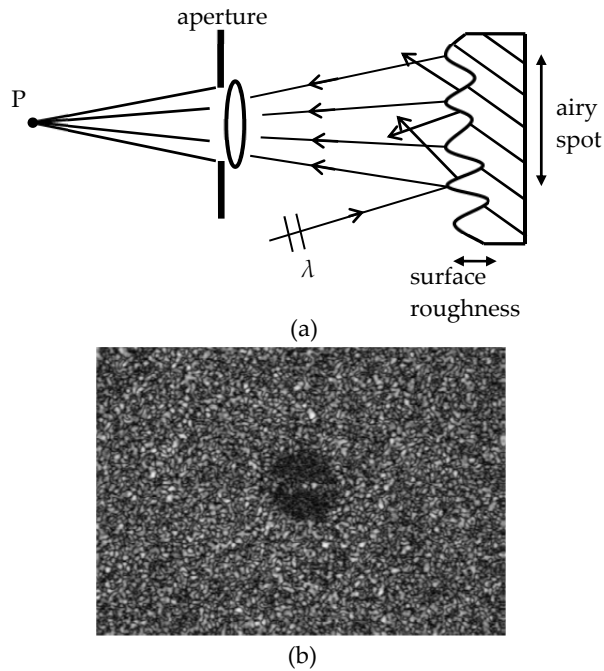 aperture
P
airy
spot
λ
surface
roughness
(a)
(b)